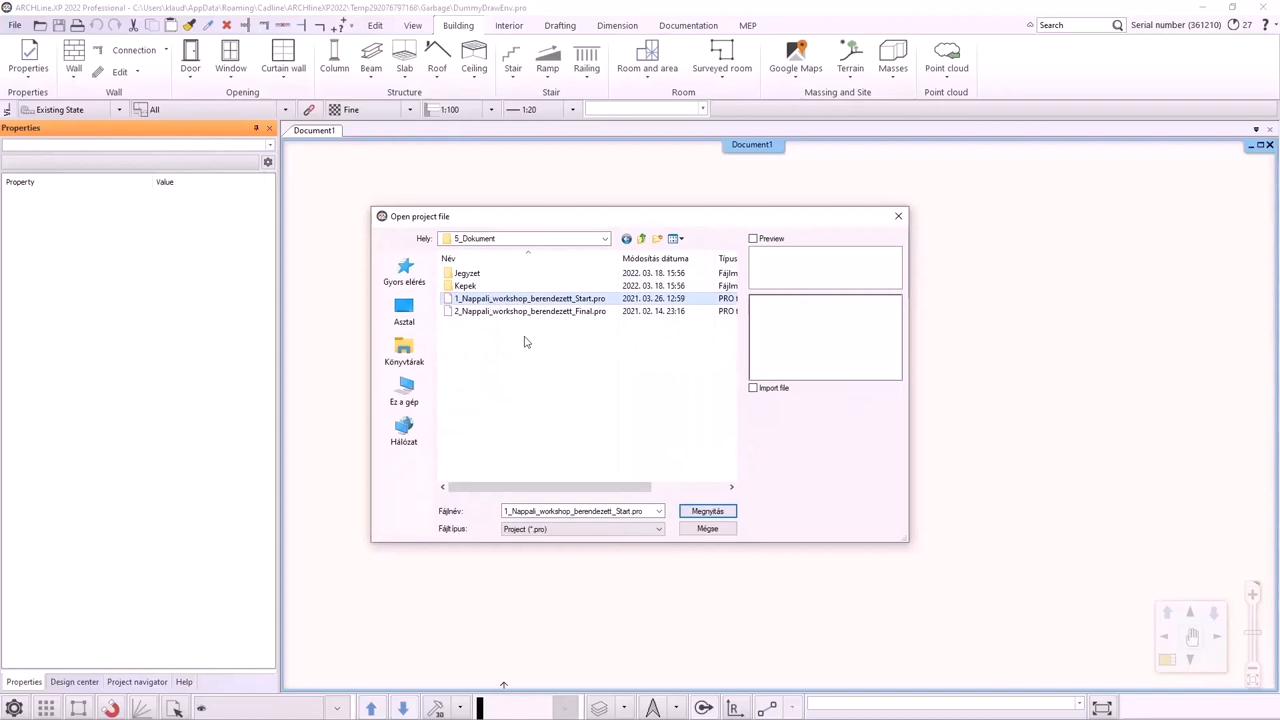 ARCHLine.XP 2022 Professional - C:\Users\klaud\AppData\Roaming\Cadline\ARCHlineXP2022\Temp292076797168\Garbage\DummyDrawEnv.pro
File Edit View Building Interior Drafting Dimension Documentation MEP Search Serial number (361210) 27
Properties Wall Connection Edit Door Window Curtain wall Column Beam Slab Roof Ceiling Stair Ramp Railing Room and area Surveyed room Google Maps Terrain Masses Point cloud
Properties Wall Opening Structure Stair Room Massing and Site Point cloud
Existing State All Fine 1:100 1:20
Properties
Document1
Document1
Property Value
Open project file
Hely: 5_Dokument Preview
Név Módosítás dátuma Típus
Jegyzet 2022. 03. 18. 15:56 Fájlm
Kepek 2022. 03. 18. 15:56 Fájlm
1_Nappali_workshop_berendezett_Start.pro 2021. 03. 26. 12:59 PRO f
2_Nappali_workshop_berendezett_Final.pro 2021. 02. 14. 23:16 PRO f
Gyors elérés
Asztal
Könyvtárak
Ez a gép
Hálózat
Import file
Fájlnév: 1_Nappali_workshop_berendezett_Start.pro Megnyitás
Fájltípus: Project (*.pro) Mégse
Properties Design center Project navigator Help
30